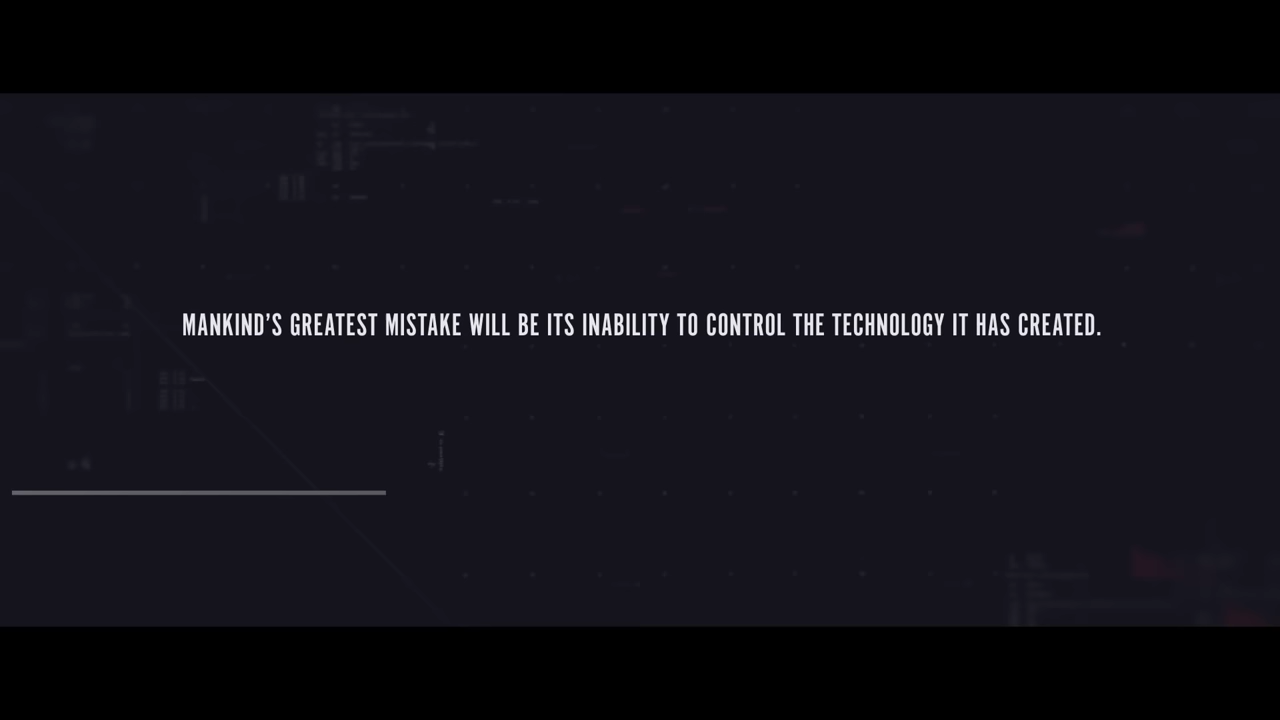 MANKIND’S GREATEST MISTAKE WILL BE ITS INABILITY TO CONTROL THE TECHNOLOGY IT HAS CREATED.